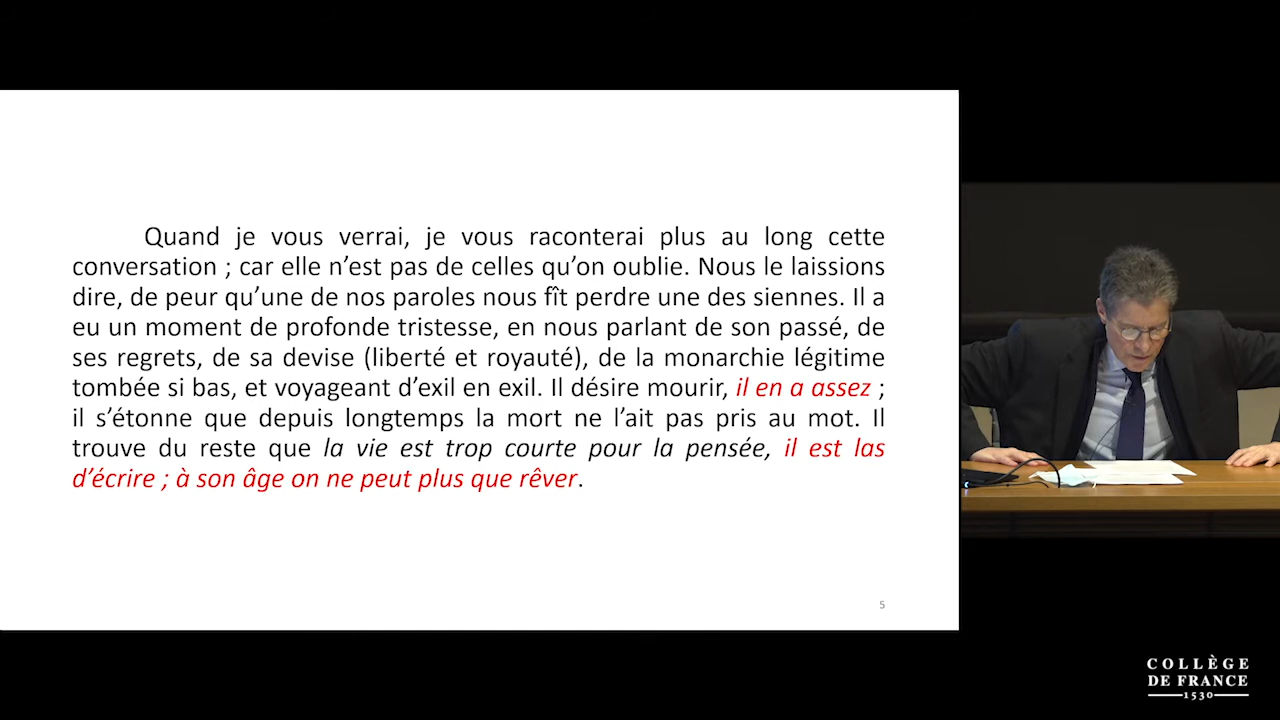 Quand je vous verrai, je vous raconterai plus au long cette
conversation ; car elle n’est pas de celles qu’on oublie. Nous le laissions
dire, de peur qu’une de nos paroles nous fît perdre une des siennes. Il a
eu un moment de profonde tristesse, en nous parlant de son passé, de
ses regrets, de sa devise (liberté et royauté), de la monarchie légitime
tombée si bas, et voyageant d’exil en exil. Il désire mourir, il en a assez ;
il s’étonne que depuis longtemps la mort ne l’ait pas pris au mot. Il
trouve du reste que la vie est trop courte pour la pensée, il est las
d’écrire ; à son âge on ne peut plus que rêver.
5
COLLÈGE
DE FRANCE
1530